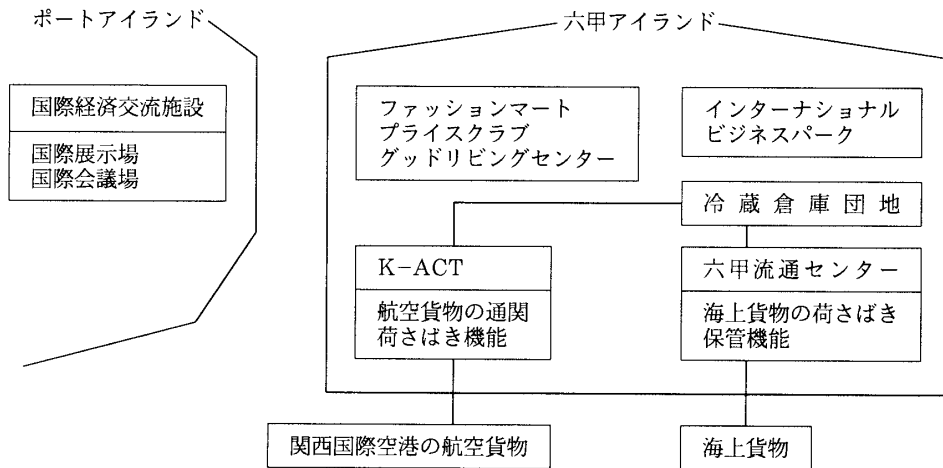 ポートアイランド
六甲アイランド
国際経済交流施設
国際展示場
国際会議場
ファッションマート
プライスクラブ
グッドリビングセンター
インターナショナル
ビジネスパーク
冷蔵倉庫団地
K-ACT
航空貨物の通関
荷さばき機能
六甲流通センター
海上貨物の荷さばき
保管機能
関西国際空港の航空貨物
海上貨物